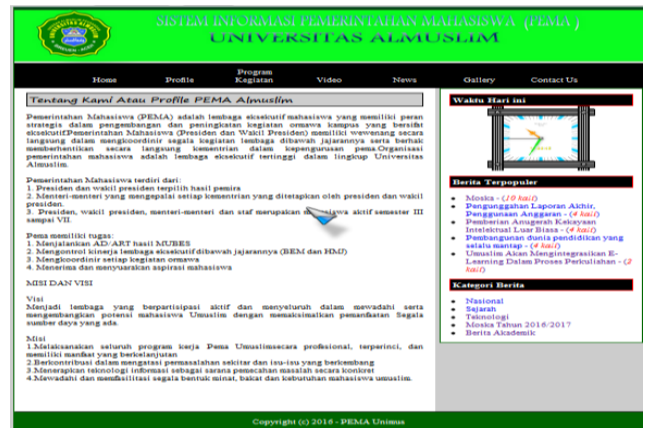 SISTEM INFORMASI PEMERINTAHAN MAHASISWA (PEMA)
UNIVERSITAS ALMUSLIM
Home Profile Program Kegiatan Video News Gallery Contact Us
Tentang Kami Atau Profile PEMA Almuslim
Pemerintahan Mahasiswa (PEMA) adalah lembaga eksekutif mahasiswa yang memiliki peran
strategis dalam pengembangan dan peningkatan kegiatan ormawa kampus yang bersifat
eksekutif.Pemerintahan Mahasiswa (Presiden dan Wakil Presiden) memiliki wewenang secara
langsung dalam mengkoordinir segala kegiatan lembaga dibawah jajarannya serta berhak
memberhentikan secara langsung kementrian dalam kepengurusan pema.Organisasi
pemerintahan mahasiswa adalah lembaga eksekutif tertinggi dalam lingkup Universitas
Almuslim.
Pemerintahan Mahasiswa terdiri dari:
1. Presiden dan wakil presiden terpilih hasil pemira
2. Menteri-menteri yang mengepalai setiap kementrian yang ditetapkan oleh presiden dan wakil
presiden.
3. Presiden, wakil presiden, menteri-menteri dan staf merupakan mahasiswa aktif semester III
sampai VII.
Pema memiliki tugas:
1. Menjalankan AD/ART hasil MUBES
2. Mengontrol kinerja lembaga eksekutif dibawah jajarannya (BEM dan HMJ)
3. Mengkoordinir setiap kegiatan ormawa
4. Menerima dan menyuarakan aspirasi mahasiswa
MISI DAN VISI
Visi
Menjadi lembaga yang berpartisipasi aktif dan menyeluruh dalam mewadahi serta
mengembangkan potensi mahasiswa Umuslim dengan memaksimalkan pemanfaatan Segala
sumber daya yang ada.
Misi
1.Melaksanakan seluruh program kerja Pema Umuslimsecara profesional, terperinci, dan
memiliki manfaat yang berkelanjutan
2.Berkontribusi dalam mengatasi permasalahan sekitar dan isu-isu yang berkembang
3.Menerapkan teknologi informasi sebagai sarana pemecahan masalah secara konkret
4.Mewadahi dan memfasilitasi segala bentuk minat, bakat dan kebutuhan mahasiswa umuslim.
Waktu Hari ini
Berita Terpopuler
Moska - (10 kali)
Pengunggahan Laporan Akhir,
Penggunaan Anggaran - (4 kali)
Pemberian Anugerah Kekayaan
Intelektual Luar Biasa - (4 kali)
Pembangunan dunia pendidikan yang
selalu mantap - (4 kali)
Umuslim Akan Mengintegrasikan E-
Learning Dalam Proses Perkuliahan - (2
kali)
Kategori Berita
Nasional
Sejarah
Teknologi
Moska Tahun 2016/2017
Berita Akademik
Copyright (c) 2016 - PEMA Unimus